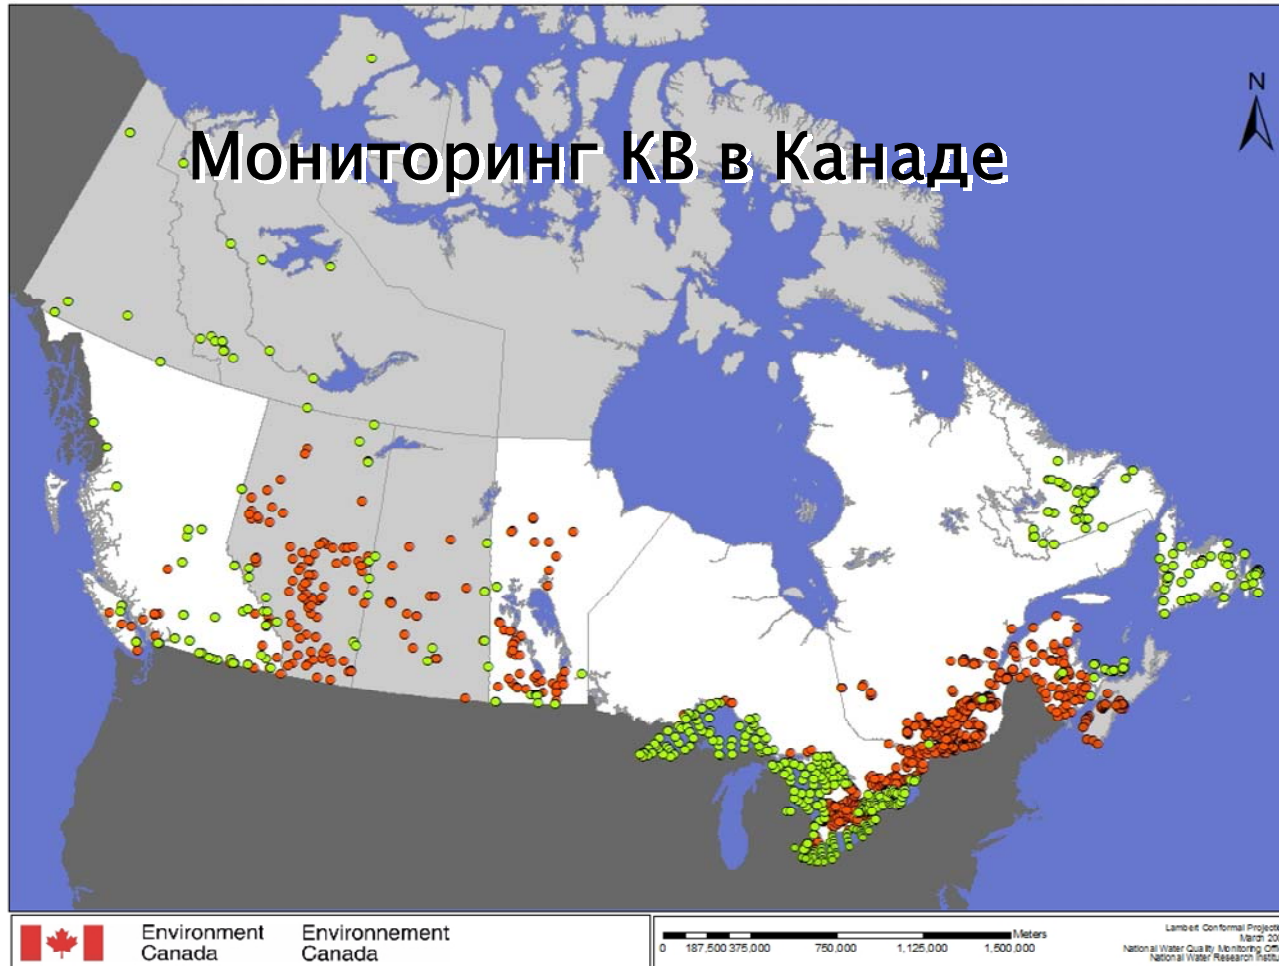 Мониторинг КВ в Канаде
N
Environment Environnement
Canada Canada
Meters
0 187,500 375,000 750,000 1,125,000 1,500,000
Lambert Conformal
March
National Water Quality Monitoring
National Water Research